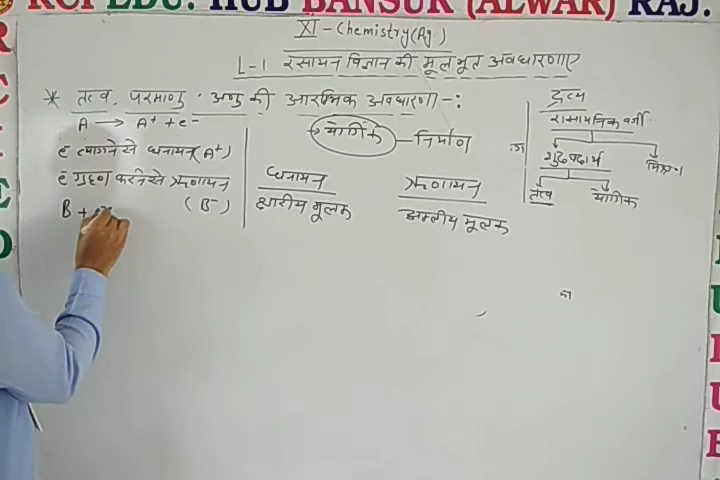 RCI EDU. HUB BANSUR (ALWAR) RAJ.
XI - Chemistry (Ag.)
L-1 रसायन विज्ञान की मूलभूत अवधारणाएं
* तत्व, परमाणु, अणु की आरम्भिक अवधारणा -:
A → A⁺ + e⁻
e⁻ त्यागने से धनायन (A⁺)
e⁻ ग्रहण करने से ऋणायन
(B⁻)
B + e⁻
यौगिक - निर्माण
धनायन
क्षारीय मूलक
ऋणायन
अम्लीय मूलक
द्रव्य
रासायनिक वर्गी
शुद्ध पदार्थ
मिश्रण
तत्व
यौगिक